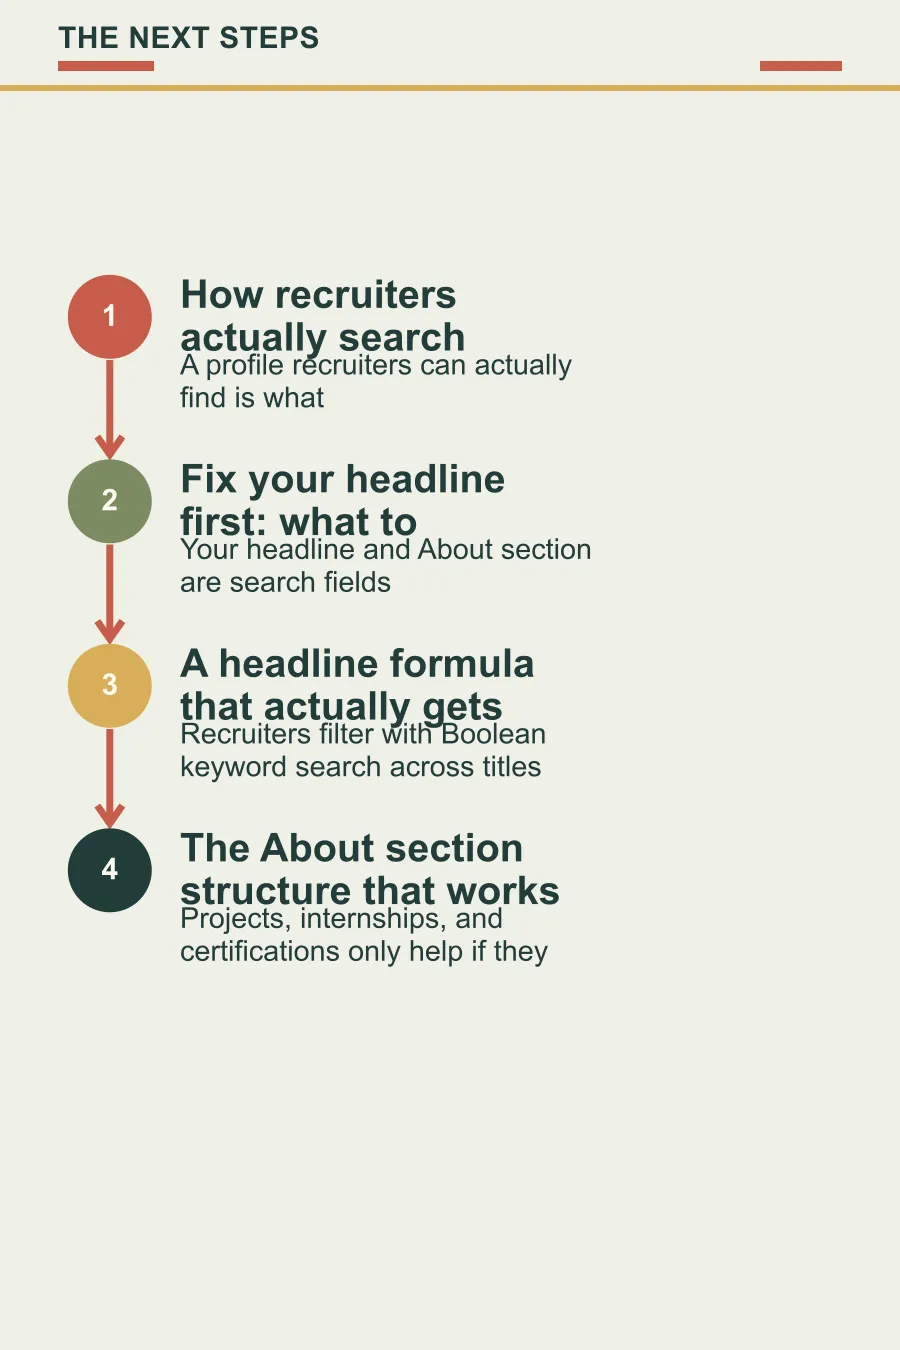 THE NEXT STEPS
1
How recruiters
actually search
A profile recruiters can actually
find is what
2
Fix your headline
first: what to
Your headline and About section
are search fields
3
A headline formula
that actually gets
Recruiters filter with Boolean
keyword search across titles
4
The About section
structure that works
Projects, internships, and
certifications only help if they